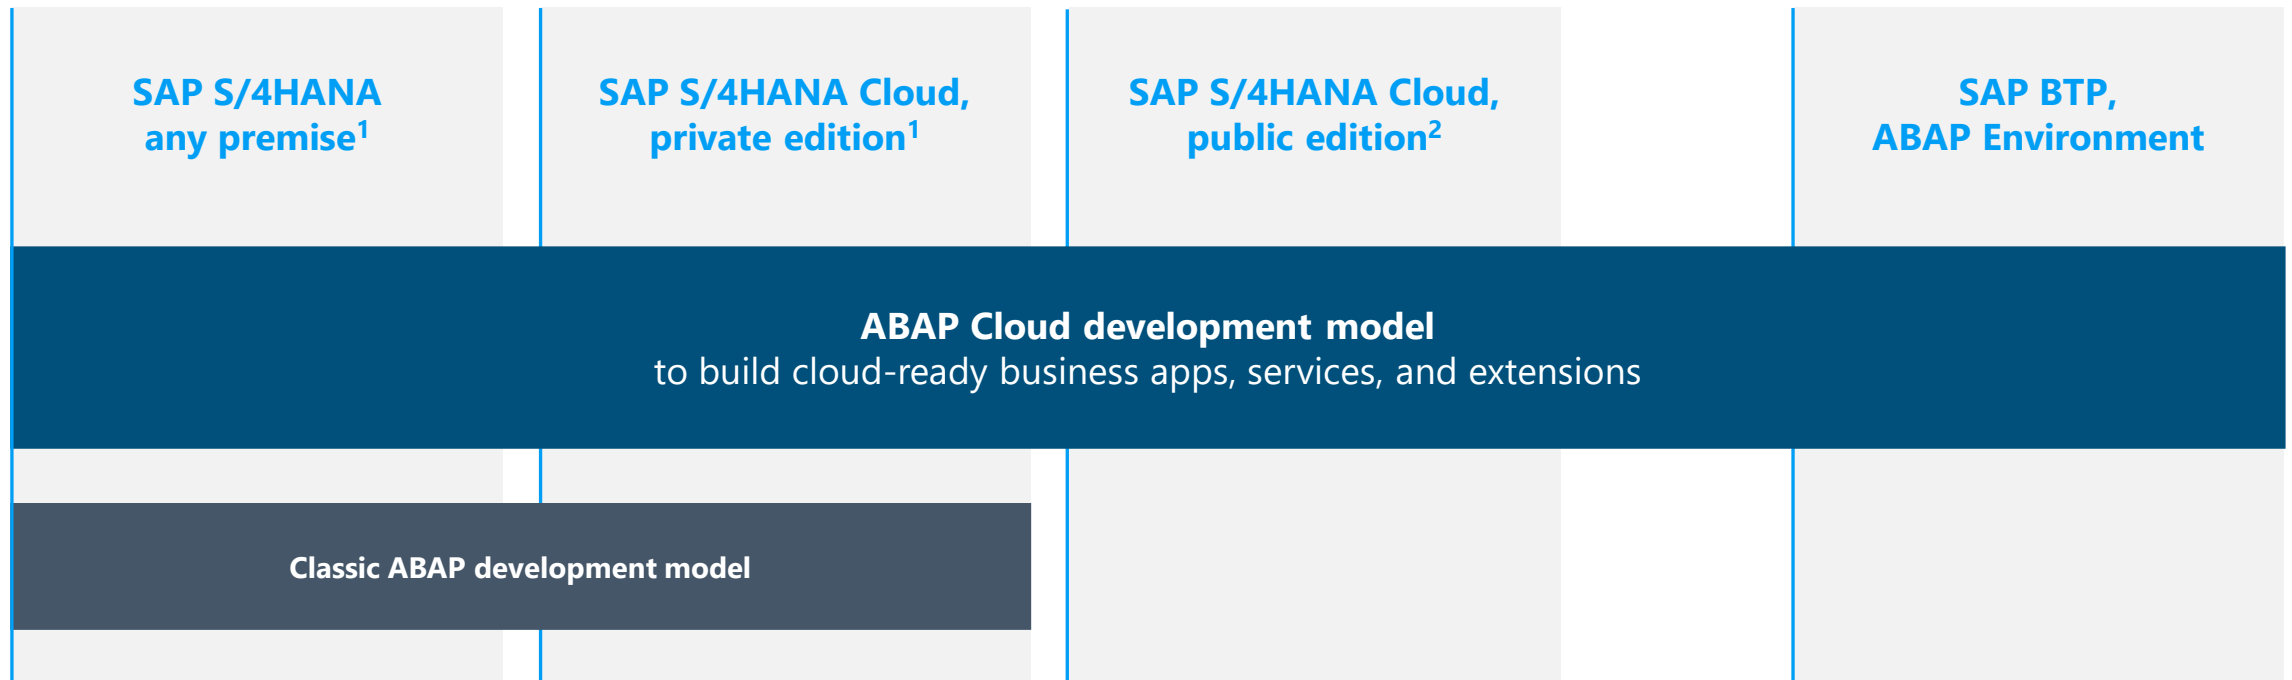 SAP S/4HANA
any premise¹
SAP S/4HANA Cloud,
private edition¹
SAP S/4HANA Cloud,
public edition²
SAP BTP,
ABAP Environment
ABAP Cloud development model
to build cloud-ready business apps, services, and extensions
Classic ABAP development model